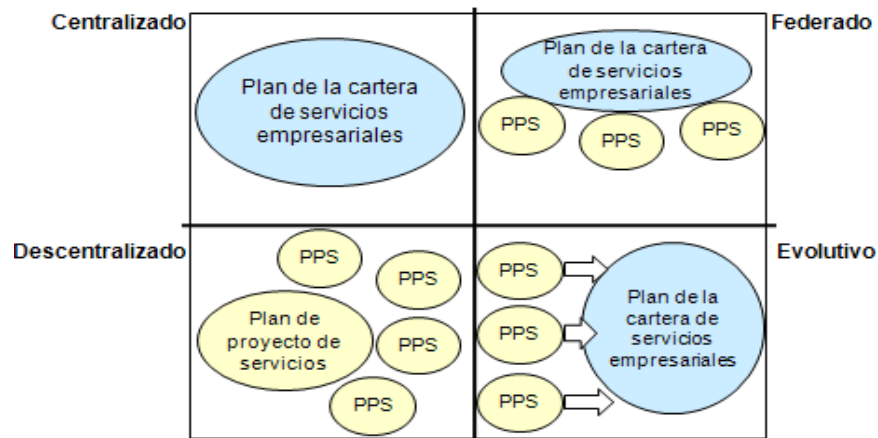 Centralizado
Federado
Plan de la cartera
de servicios
empresariales
Plan de la cartera
de servicios
empresariales
PPS
PPS
PPS
Descentralizado
Evolutivo
PPS
PPS
Plan de
proyecto de
servicios
PPS
PPS
PPS
PPS
PPS
Plan de la
cartera de
servicios
empresariales